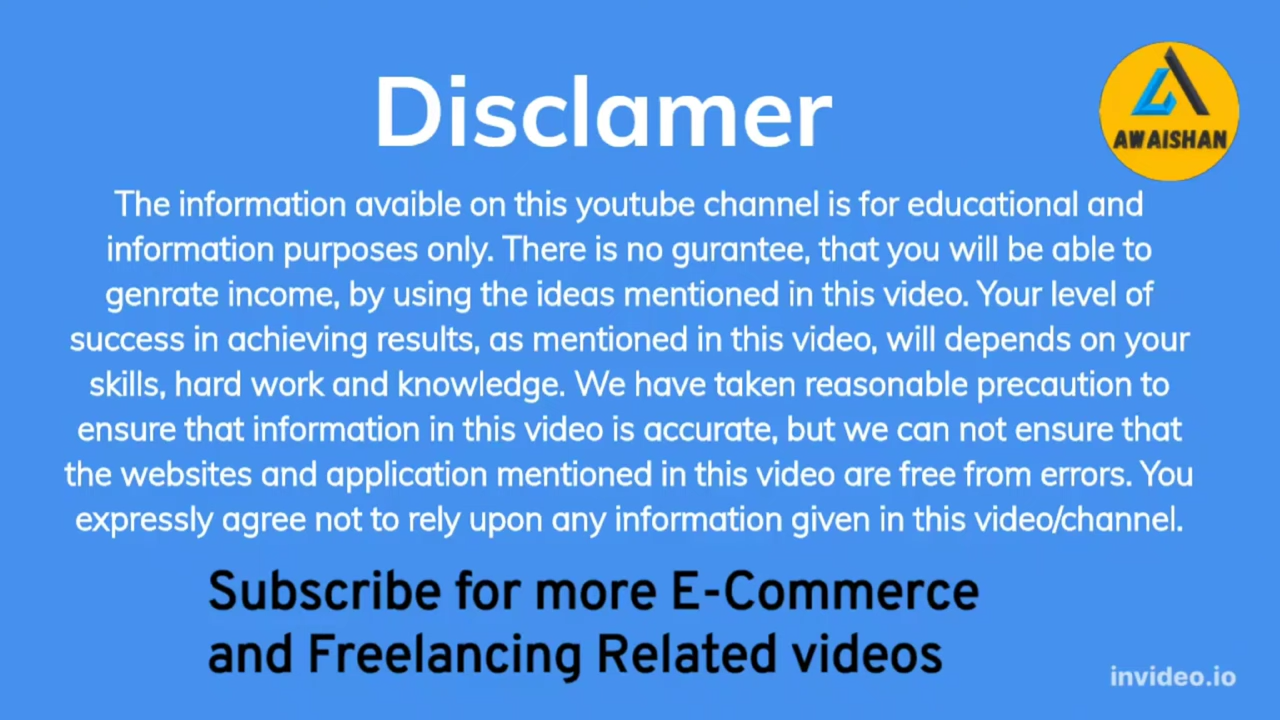 Disclamer
AWAISHAN
The information avaible on this youtube channel is for educational and
information purposes only. There is no gurantee, that you will be able to
genrate income, by using the ideas mentioned in this video. Your level of
success in achieving results, as mentioned in this video, will depends on your
skills, hard work and knowledge. We have taken reasonable precaution to
ensure that information in this video is accurate, but we can not ensure that
the websites and application mentioned in this video are free from errors. You
expressly agree not to rely upon any information given in this video/channel.
Subscribe for more E-Commerce
and Freelancing Related videos
invideo.io